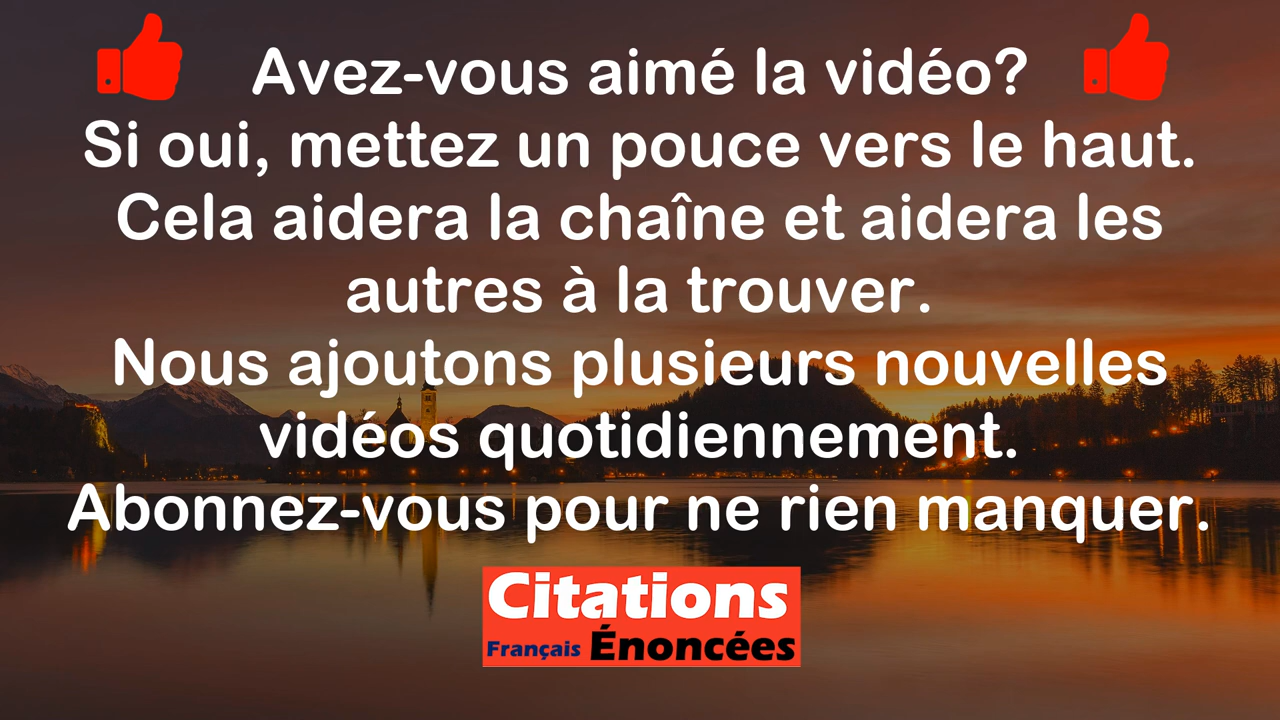 Avez-vous aimé la vidéo?
Si oui, mettez un pouce vers le haut.
Cela aidera la chaîne et aidera les
autres à la trouver.
Nous ajoutons plusieurs nouvelles
vidéos quotidiennement.
Abonnez-vous pour ne rien manquer.
Citations
Français Énoncées